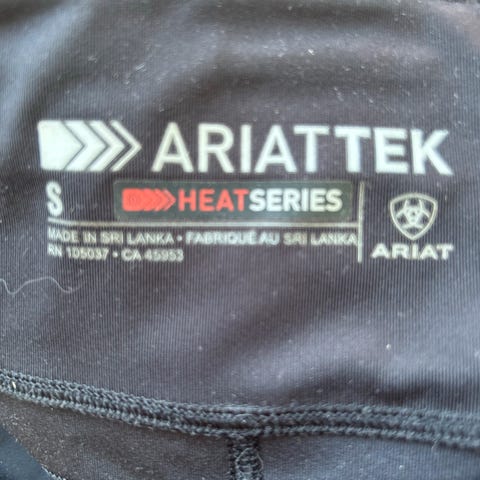 ARIATTEK
S HEATSERIES
MADE IN SRI LANKA • FABRIQUÉ AU SRI LANKA
RN 105037 • CA 45953
ARIAT